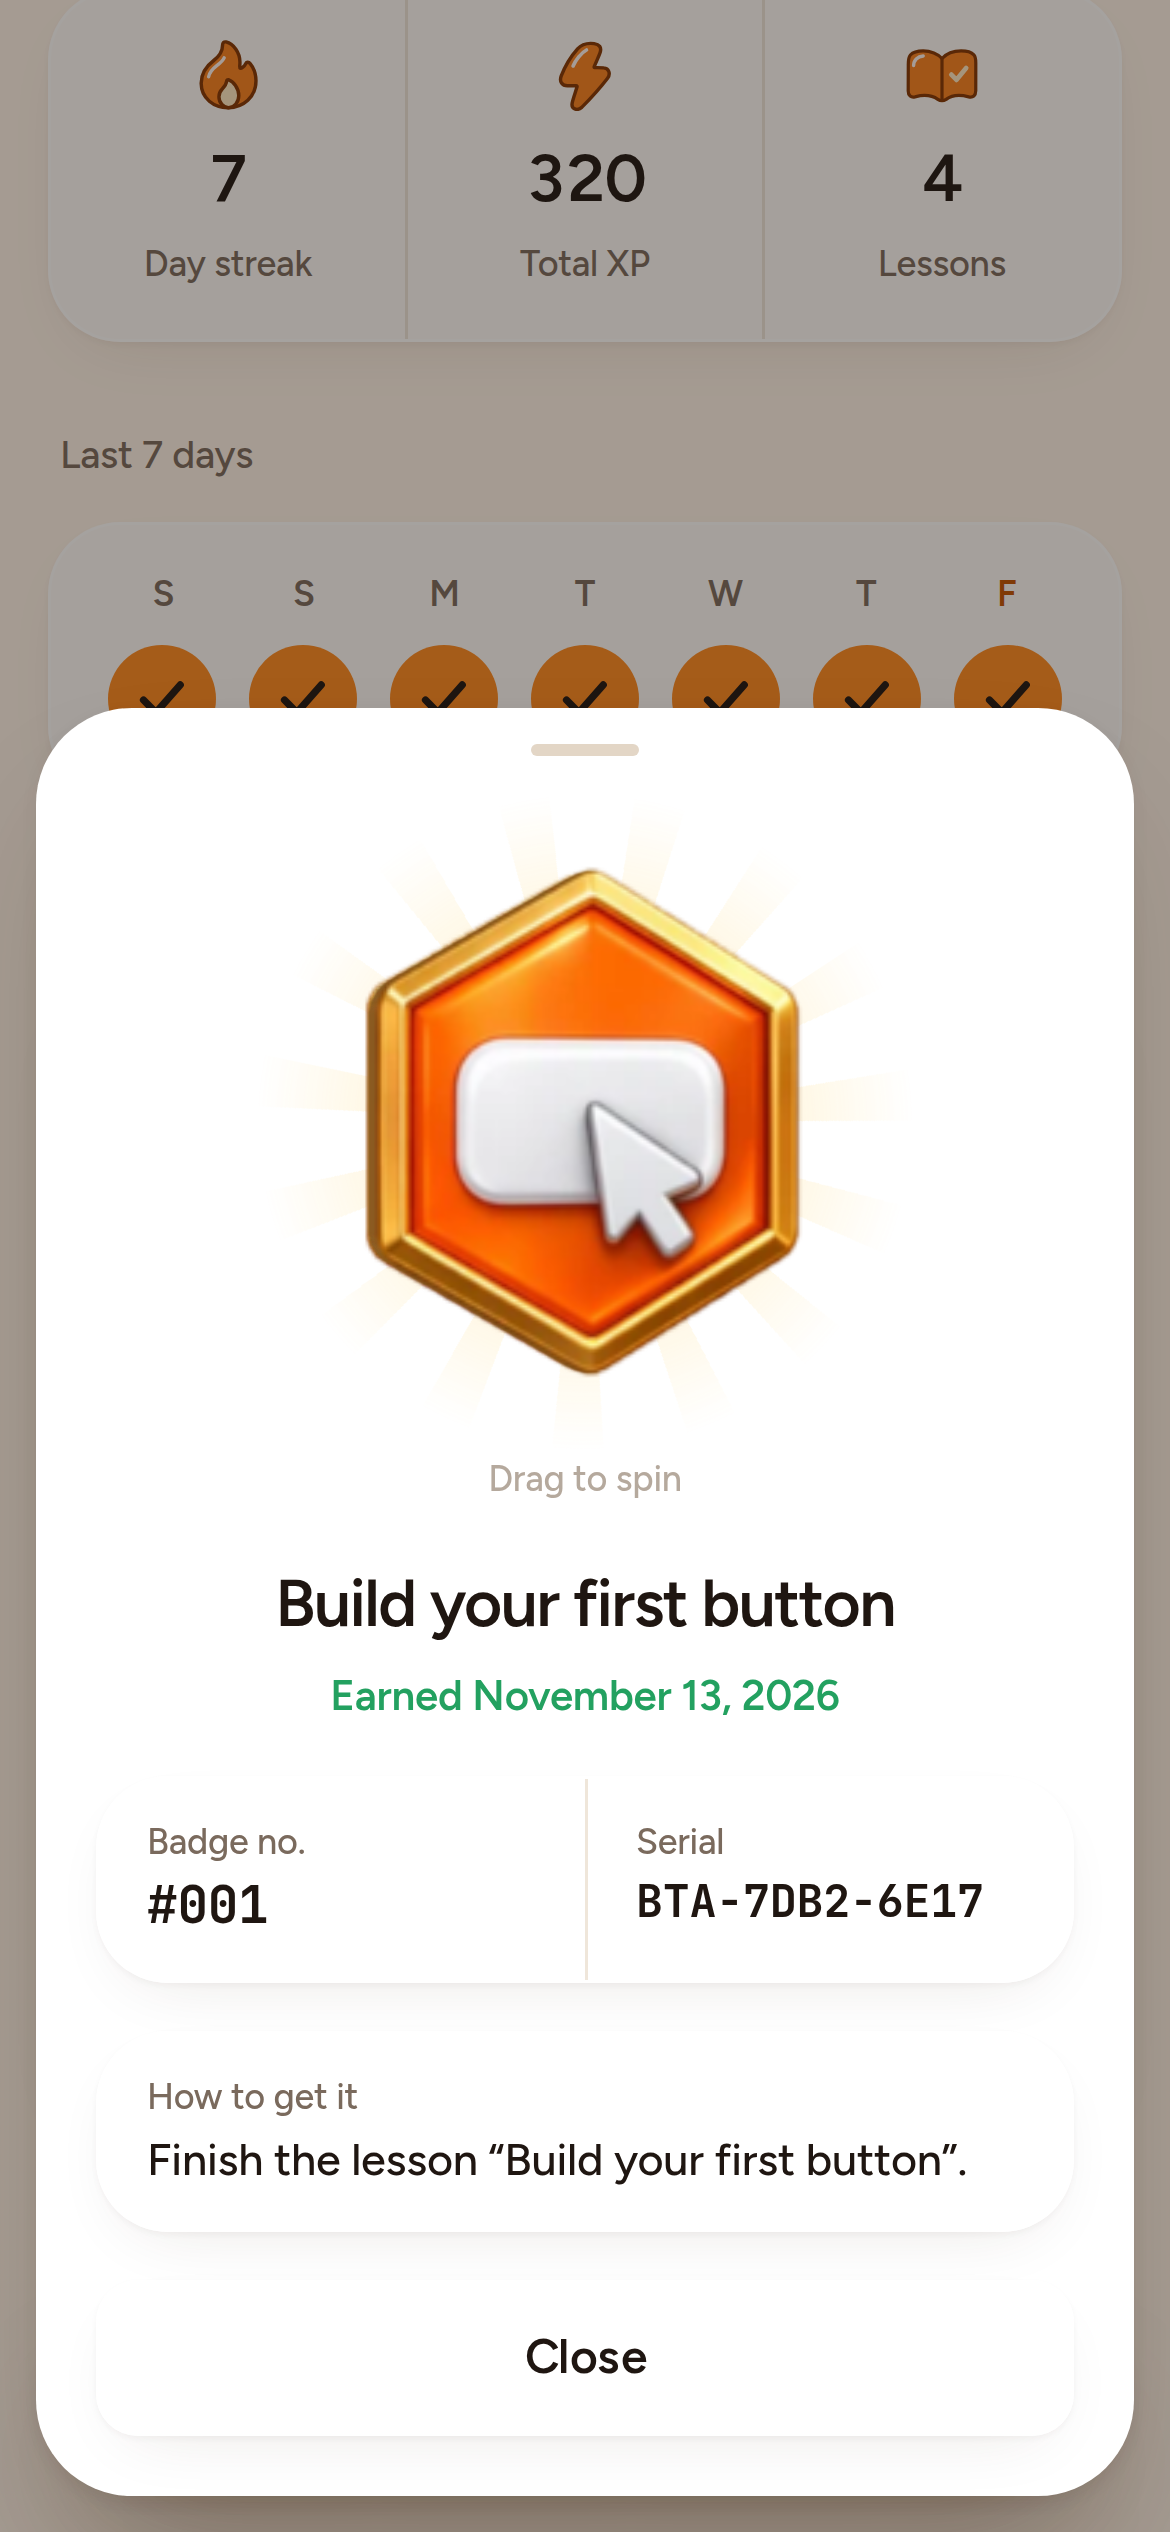 7
320
4
Day streak
Total XP
Lessons
Last 7 days
S S M T W T F
Drag to spin
Build your first button
Earned November 13, 2026
Badge no.
#001
Serial
BTA-7DB2-6E17
How to get it
Finish the lesson “Build your first button”.
Close